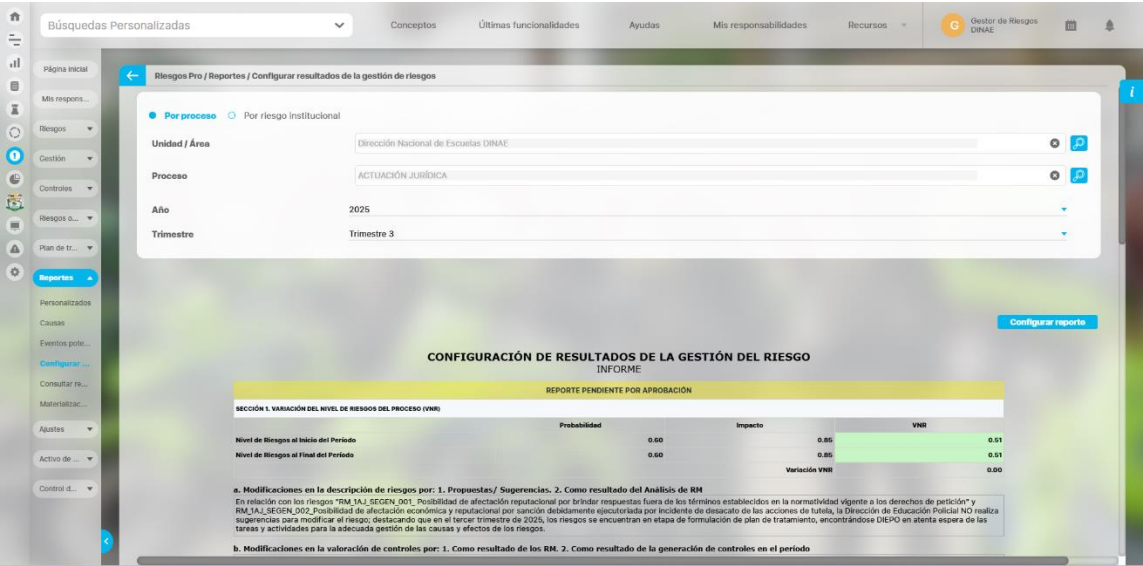 Búsquedas Personalizadas
Conceptos
Últimas funcionalidades
Ayudas
Mis responsabilidades
Recursos
G
Gestor de Riesgos
DINAE
Página inicial
Mis respons...
Riesgos
Gestión
Controles
Riesgos o...
Plan de tr...
Reportes
Personalizados
Causas
Eventos pote...
Configurar ...
Consultar re...
Materializac...
Ajustes
Activo de ...
Control d...
Riesgos Pro / Reportes / Configurar resultados de la gestión de riesgos
i
Por proceso Por riesgo institucional
Unidad / Área Dirección Nacional de Escuelas DINAE
Proceso ACTUACIÓN JURÍDICA
Año 2025
Trimestre Trimestre 3
Configurar reporte
CONFIGURACIÓN DE RESULTADOS DE LA GESTIÓN DEL RIESGO
INFORME
REPORTE PENDIENTE POR APROBACIÓN
SECCIÓN 1. VARIACIÓN DEL NIVEL DE RIESGOS DEL PROCESO (VNR)
Probabilidad Impacto VNR
Nivel de Riesgos al Inicio del Período 0.60 0.85 0.51
Nivel de Riesgos al Final del Período 0.60 0.85 0.51
Variación VNR 0.00
a. Modificaciones en la descripción de riesgos por: 1. Propuestas/ Sugerencias. 2. Como resultado del Análisis de RM
En relación con los riesgos "RM_1AJ_SEGEN_001_Posibilidad de afectación reputacional por brindar respuestas fuera de los términos establecidos en la normatividad vigente a los derechos de petición" y
RM_1AJ_SEGEN_002_Posibilidad de afectación económica y reputacional por sanción debidamente ejecutoriada por incidente de desacato de las acciones de tutela, la Dirección de Educación Policial NO realiza
sugerencias para modificar el riesgo; destacando que en el tercer trimestre de 2025, los riesgos se encuentran en etapa de formulación de plan de tratamiento, encontrándose DIEPO en atenta espera de las
tareas y actividades para la adecuada gestión de las causas y efectos de los riesgos.
b. Modificaciones en la valoración de controles por: 1. Como resultado de los RM. 2. Como resultado de la generación de controles en el período